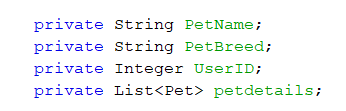 private String PetName;
private String PetBreed;
private Integer UserID;
private List<Pet> petdetails;